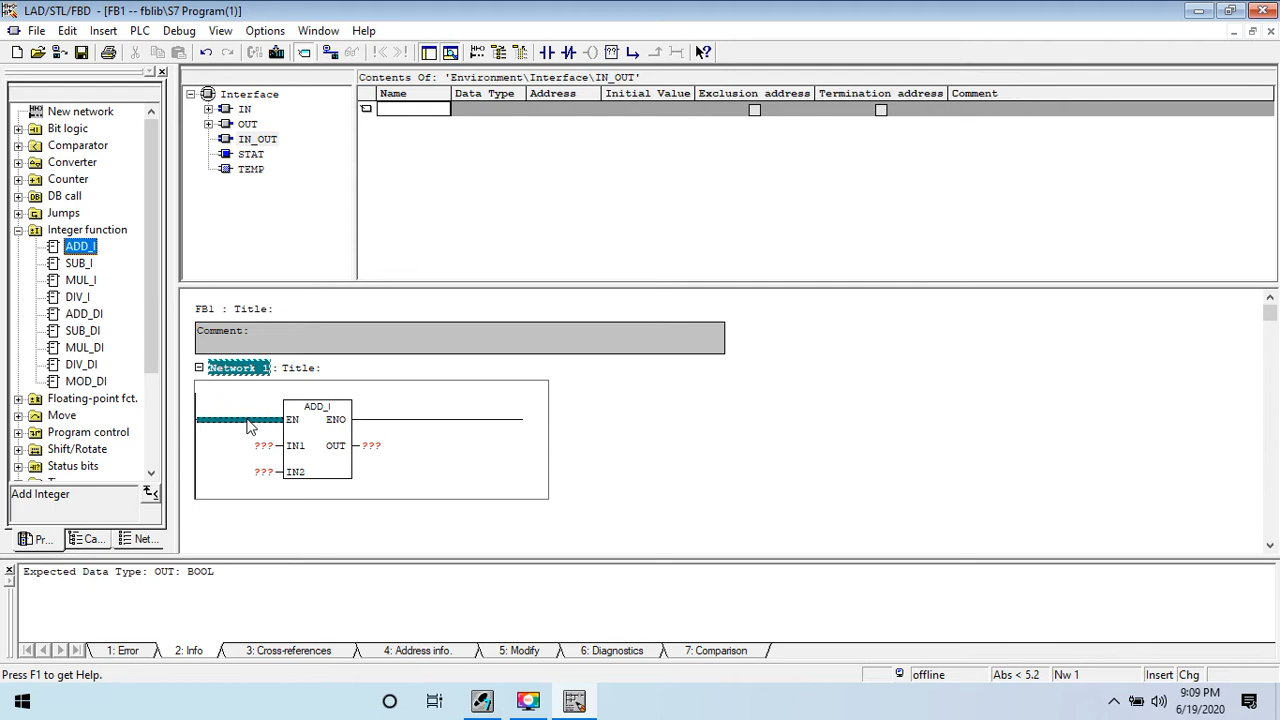 LAD/STL/FBD - [FB1 -- fblib\S7 Program(1)]
File Edit Insert PLC Debug View Options Window Help
New network
Bit logic
Comparator
Converter
Counter
DB call
Jumps
Integer function
ADD_I
SUB_I
MUL_I
DIV_I
ADD_DI
SUB_DI
MUL_DI
DIV_DI
MOD_DI
Floating-point fct.
Move
Program control
Shift/Rotate
Status bits
Add Integer
Pr... Ca... Net...
Interface
IN
OUT
IN_OUT
STAT
TEMP
Contents Of: 'Environment\Interface\IN_OUT'
Name Data Type Address Initial Value Exclusion address Termination address Comment
FB1 : Title:
Comment:
Network 1: Title:
ADD_I
EN ENO
??? IN1 OUT ???
??? IN2
Expected Data Type: OUT: BOOL
1: Error 2: Info 3: Cross-references 4: Address info. 5: Modify 6: Diagnostics 7: Comparison
Press F1 to get Help. offline Abs < 5.2 Nw 1 Insert Chg
9:09 PM
6/19/2020